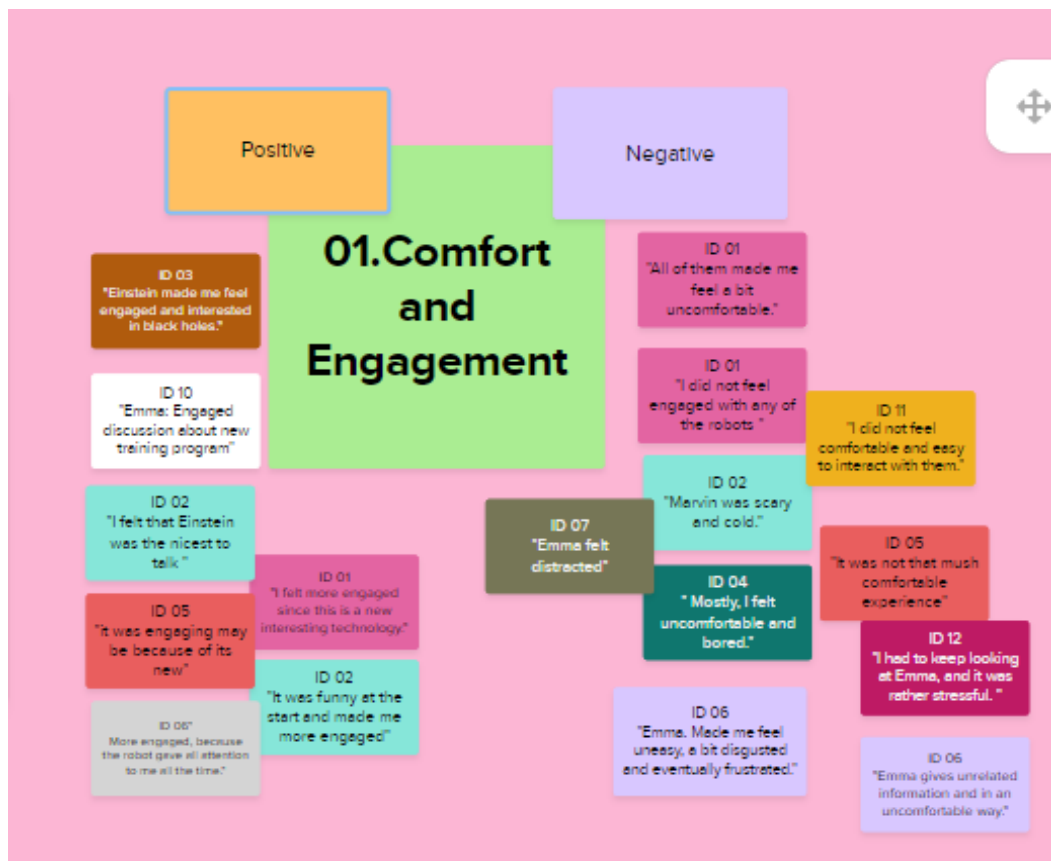 Positive
Negative
01.Comfort
and
Engagement
ID 03
"Einstein made me feel
engaged and interested
in black holes."
ID 10
"Emma: Engaged
discussion about new
training program"
ID 02
"I felt that Einstein
was the nicest to
talk "
ID 01
"I felt more engaged
since this is a new
interesting technology."
ID 05
"it was engaging may
be because of its
new"
ID 02
"It was funny at the
start and made me
more engaged"
ID 06"
More engaged, because
the robot gave all attention
to me all the time."
ID 01
"All of them made me
feel a bit
uncomfortable."
ID 01
"I did not feel
engaged with any of
the robots "
ID 11
"I did not feel
comfortable and easy
to interact with them."
ID 02
"Marvin was scary
and cold."
ID 07
"Emma felt
distracted"
ID 05
"It was not that mush
comfortable
experience"
ID 04
" Mostly, I felt
uncomfortable and
bored."
ID 12
"I had to keep looking
at Emma, and it was
rather stressful. "
ID 06
"Emma. Made me feel
uneasy, a bit disgusted
and eventually frustrated."
ID 06
"Emma gives unrelated
information and in an
uncomfortable way."